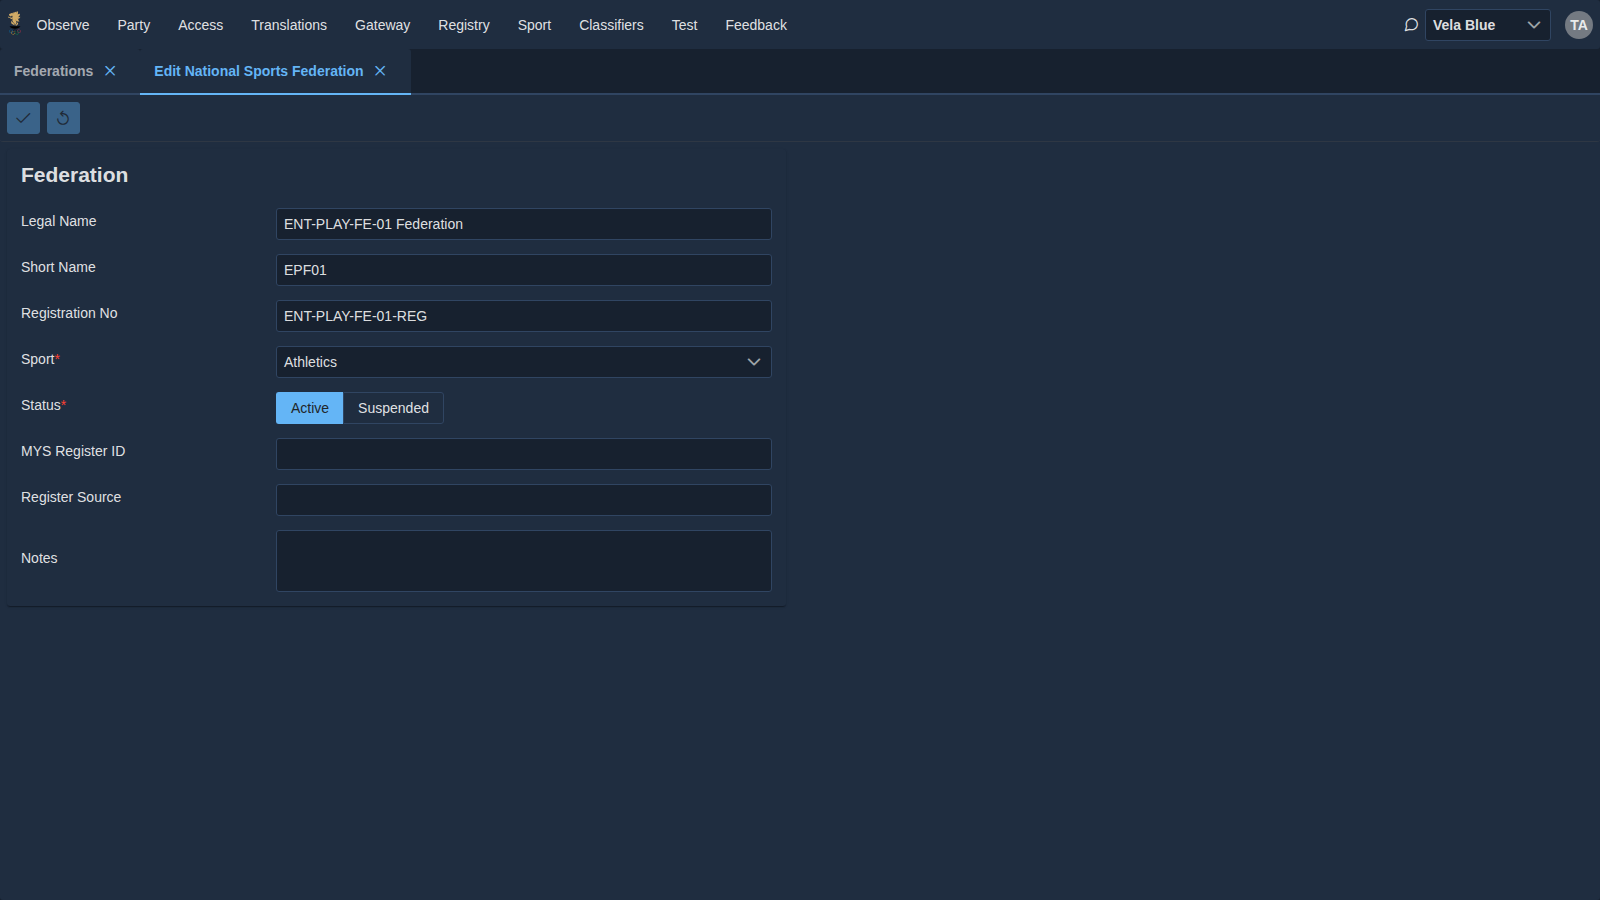 Observe Party Access Translations Gateway Registry Sport Classifiers Test Feedback Vela Blue TA
Federations Edit National Sports Federation
Federation
Legal Name ENT-PLAY-FE-01 Federation
Short Name EPF01
Registration No ENT-PLAY-FE-01-REG
Sport* Athletics
Status* Active Suspended
MYS Register ID
Register Source
Notes